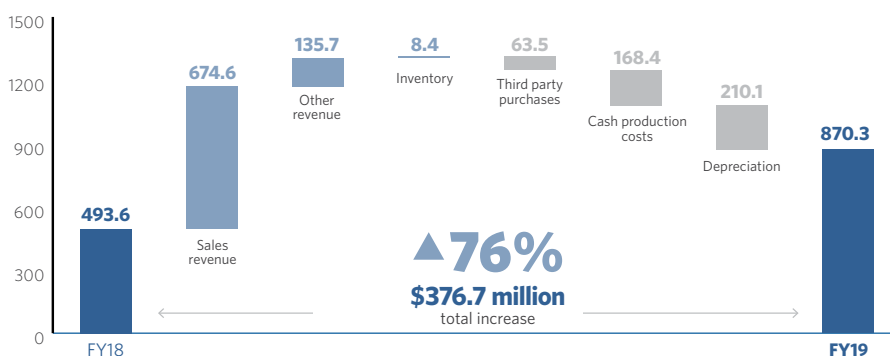 1500
1200
900
600
300
0
493.6
FY18
674.6
Sales
revenue
135.7
Other
revenue
8.4
Inventory
63.5
Third party
purchases
168.4
Cash production
costs
210.1
Depreciation
870.3
FY19
▲76%
$376.7 million
total increase